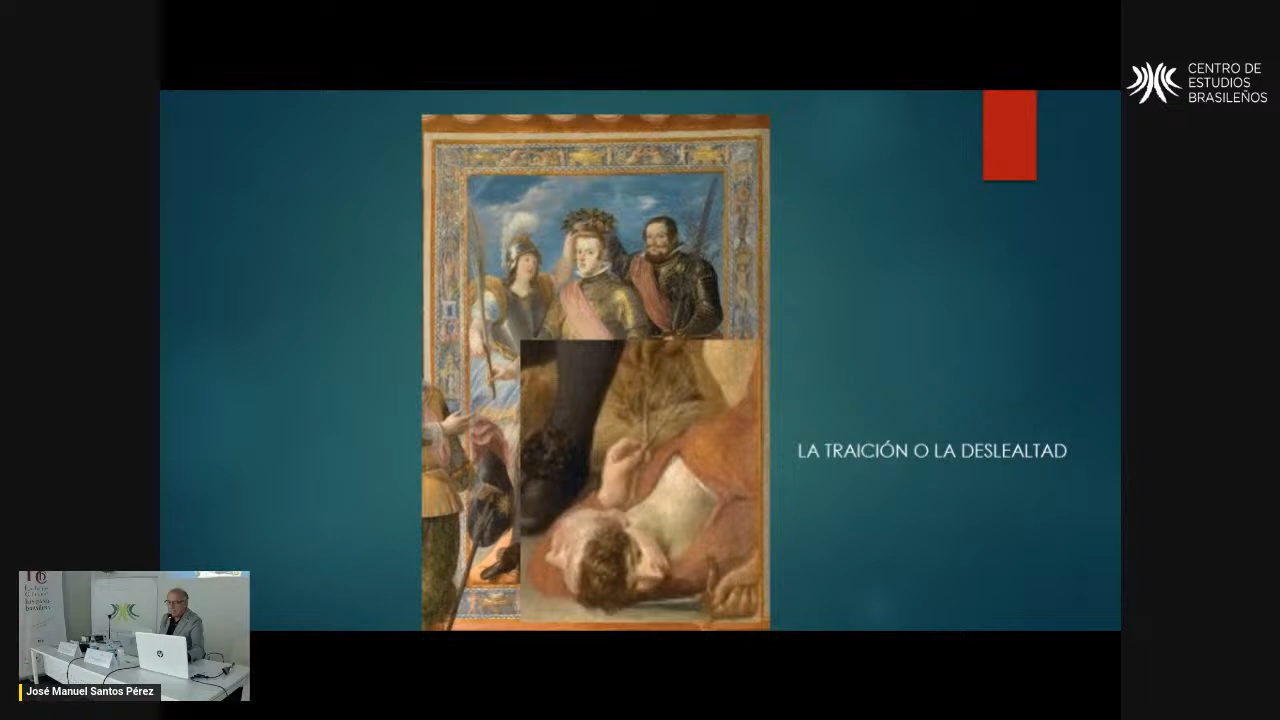 CENTRO DE
ESTUDIOS
BRASILEÑOS
LA TRAICIÓN O LA DESLEALTAD
José Manuel Santos Pérez